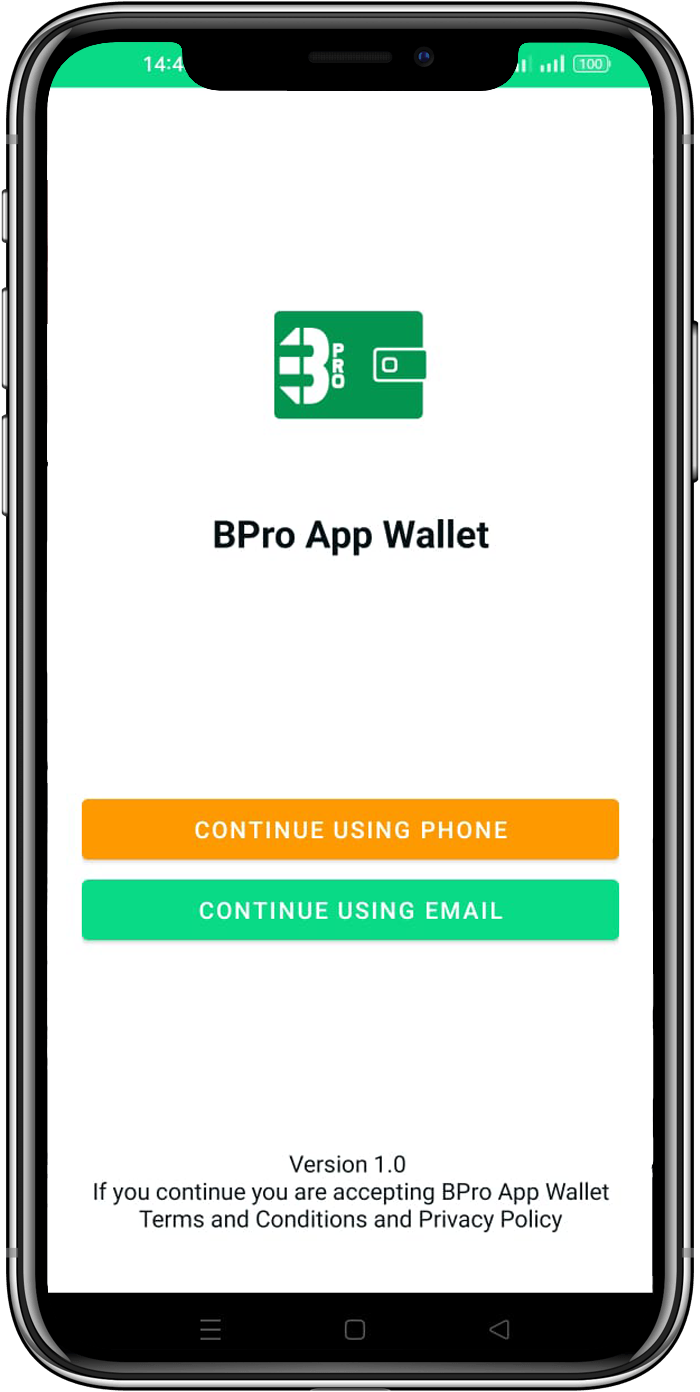 14:4
100
B
PRO
BPro App Wallet
CONTINUE USING PHONE
CONTINUE USING EMAIL
Version 1.0
If you continue you are accepting BPro App Wallet
Terms and Conditions and Privacy Policy